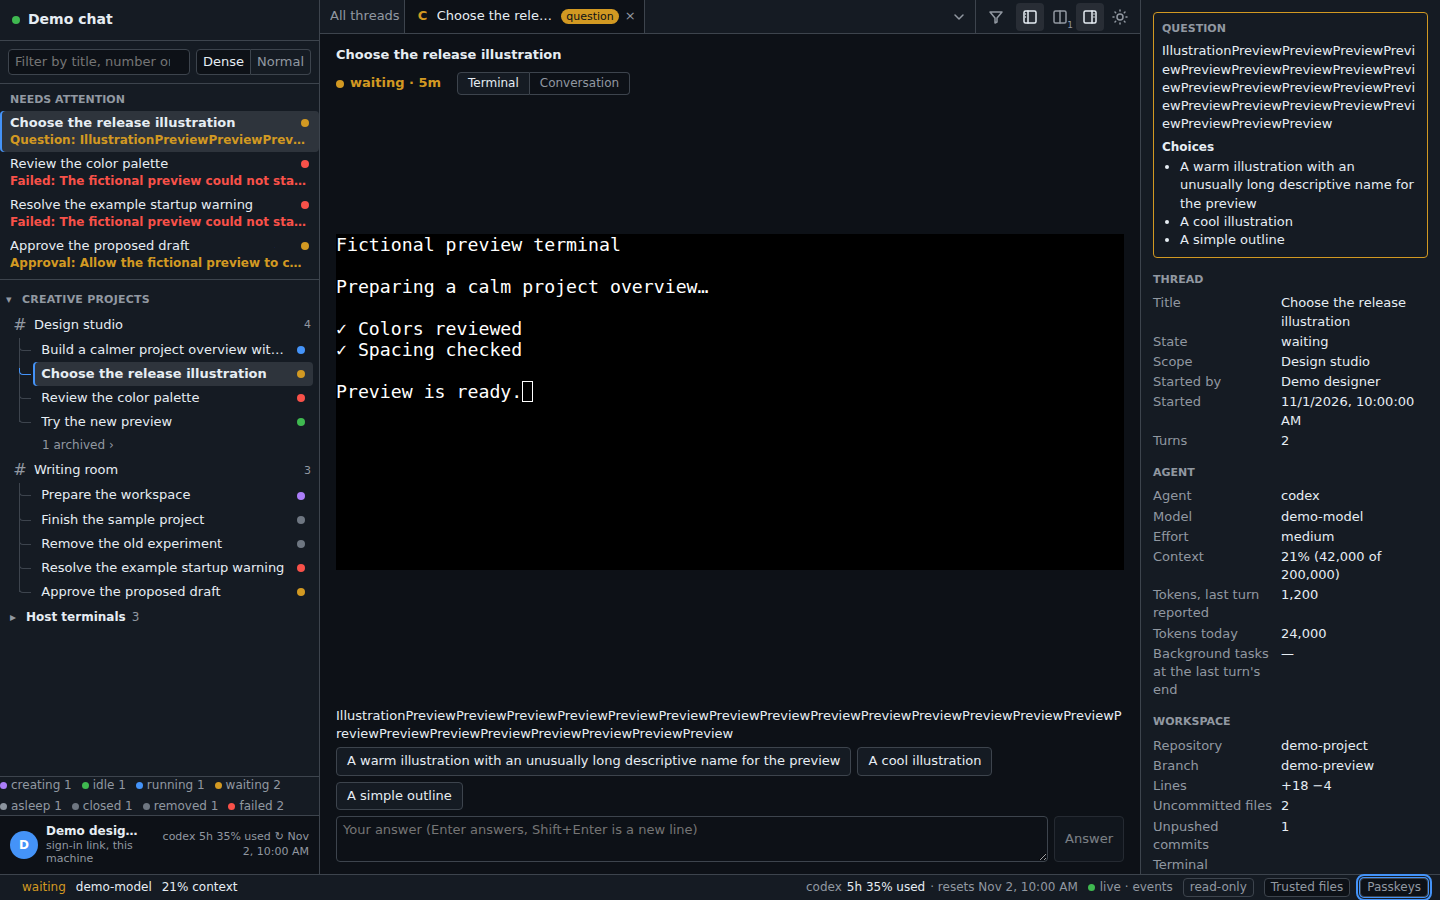 Demo chat
Filter by title, number or
Dense
Normal
NEEDS ATTENTION
Choose the release illustration
Question: IllustrationPreviewPreviewPrev…
Review the color palette
Failed: The fictional preview could not sta…
Resolve the example startup warning
Failed: The fictional preview could not sta…
Approve the proposed draft
Approval: Allow the fictional preview to c…
CREATIVE PROJECTS
# Design studio 4
Build a calmer project overview wit…
Choose the release illustration
Review the color palette
Try the new preview
1 archived ›
# Writing room 3
Prepare the workspace
Finish the sample project
Remove the old experiment
Resolve the example startup warning
Approve the proposed draft
Host terminals 3
creating 1 idle 1 running 1 waiting 2
asleep 1 closed 1 removed 1 failed 2
D
Demo desig…
sign-in link, this
machine
codex 5h 35% used ↻ Nov
2, 10:00 AM
All threads
C Choose the rele… question ×
1
Choose the release illustration
waiting · 5m
Terminal
Conversation
Fictional preview terminal
Preparing a calm project overview…
✓ Colors reviewed
✓ Spacing checked
Preview is ready.
IllustrationPreviewPreviewPreviewPreviewPreviewPreviewPreviewPreviewPreviewPreviewPreviewPreviewPreviewPreviewP
reviewPreviewPreviewPreviewPreviewPreviewPreviewPreview
A warm illustration with an unusually long descriptive name for the preview
A cool illustration
A simple outline
Your answer (Enter answers, Shift+Enter is a new line)
Answer
QUESTION
IllustrationPreviewPreviewPreviewPrevi
ewPreviewPreviewPreviewPreviewPrevi
ewPreviewPreviewPreviewPreviewPrevi
ewPreviewPreviewPreviewPreviewPrevi
ewPreviewPreviewPreview
Choices
• A warm illustration with an
unusually long descriptive name for
the preview
• A cool illustration
• A simple outline
THREAD
Title Choose the release
illustration
State waiting
Scope Design studio
Started by Demo designer
Started 11/1/2026, 10:00:00
AM
Turns 2
AGENT
Agent codex
Model demo-model
Effort medium
Context 21% (42,000 of
200,000)
Tokens, last turn 1,200
reported
Tokens today 24,000
Background tasks —
at the last turn's
end
WORKSPACE
Repository demo-project
Branch demo-preview
Lines +18 −4
Uncommitted files 2
Unpushed 1
commits
Terminal
waiting demo-model 21% context
codex 5h 35% used · resets Nov 2, 10:00 AM
live · events
read-only
Trusted files
Passkeys